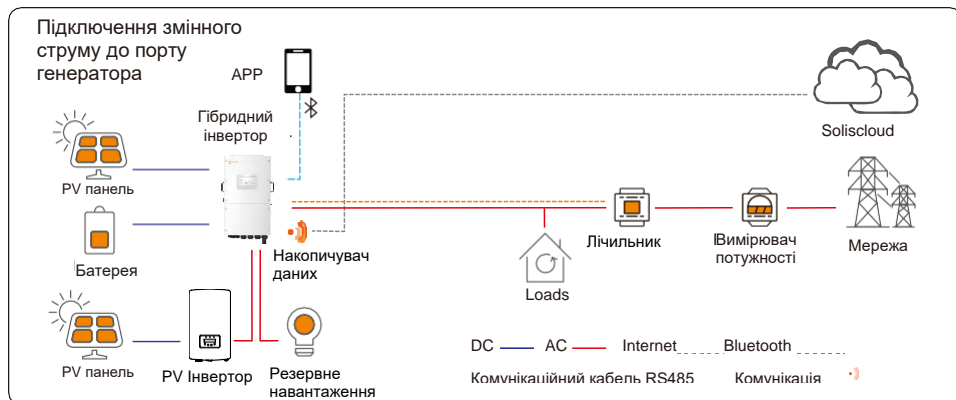 Підключення змінного
струму до порту
генератора
APP
Гібридний
інвертор
Soliscloud
PV панель
Батерея
Накопичувач
даних
Loads
Лічильник
Вимірювач
потужності
Мережа
PV панель
PV Інвертор
Резервне
навантаження
DC AC Internet Bluetooth
Комунікаційний кабель RS485 Комунікація